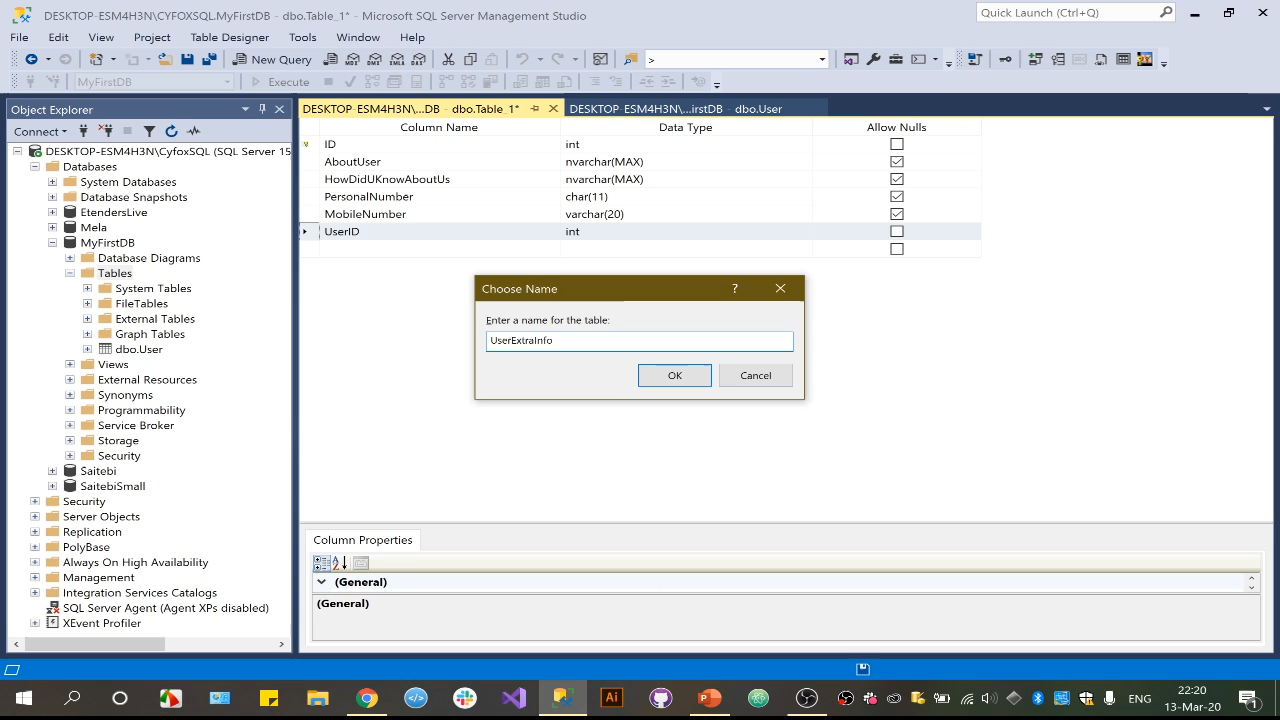 DESKTOP-ESM4H3N\CYFOXSQL.MyFirstDB - dbo.Table_1* - Microsoft SQL Server Management Studio
Quick Launch (Ctrl+Q)
File Edit View Project Table Designer Tools Window Help
New Query
MDX DMX XMLA DAX
>
MyFirstDB
Execute
Object Explorer
DESKTOP-ESM4H3N\...DB - dbo.Table_1*
DESKTOP-ESM4H3N\...irstDB - dbo.User
Connect
Column Name Data Type Allow Nulls
ID int
AboutUser nvarchar(MAX)
HowDidUKnowAboutUs nvarchar(MAX)
PersonalNumber char(11)
MobileNumber varchar(20)
UserID int
DESKTOP-ESM4H3N\CyfoxSQL (SQL Server 15
Databases
System Databases
Database Snapshots
EtendersLive
Mela
MyFirstDB
Database Diagrams
Tables
System Tables
FileTables
External Tables
Graph Tables
dbo.User
Views
External Resources
Synonyms
Programmability
Service Broker
Storage
Security
Saitebi
SaitebiSmall
Security
Server Objects
Replication
PolyBase
Always On High Availability
Management
Integration Services Catalogs
SQL Server Agent (Agent XPs disabled)
XEvent Profiler
Choose Name
?
Enter a name for the table:
UserExtraInfo
OK
Cancel
Column Properties
(General)
(General)
Ai
ENG
22:20
13-Mar-20
1